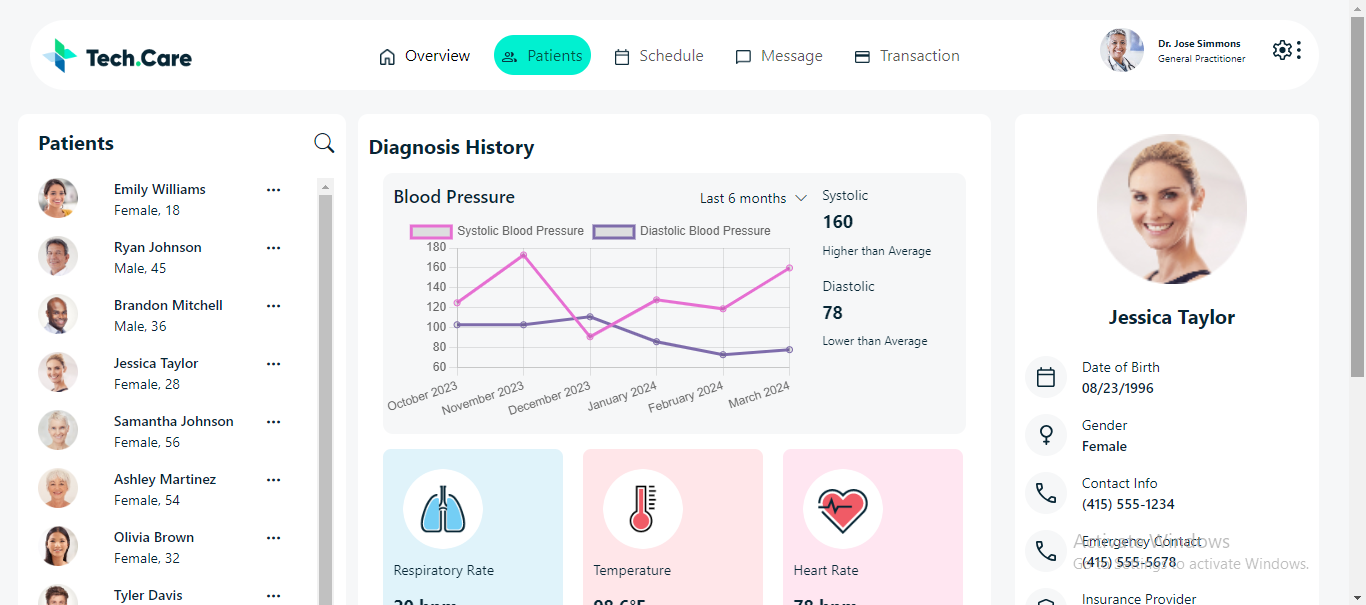 Tech.Care
Overview
Patients
Schedule
Message
Transaction
Dr. Jose Simmons
General Practitioner
Patients
Emily Williams
Female, 18
Ryan Johnson
Male, 45
Brandon Mitchell
Male, 36
Jessica Taylor
Female, 28
Samantha Johnson
Female, 56
Ashley Martinez
Female, 54
Olivia Brown
Female, 32
Tyler Davis
Diagnosis History
Blood Pressure
Last 6 months
Systolic Blood Pressure
Diastolic Blood Pressure
180
160
140
120
100
80
60
October 2023
November 2023
December 2023
January 2024
February 2024
March 2024
Systolic
160
Higher than Average
Diastolic
78
Lower than Average
Respiratory Rate
20 bpm
Temperature
98.6°F
Heart Rate
78 bpm
Jessica Taylor
Date of Birth
08/23/1996
Gender
Female
Contact Info
(415) 555-1234
Emergency Contact
(415) 555-5678
Insurance Provider
Activate Windows
Go to Settings to activate Windows.